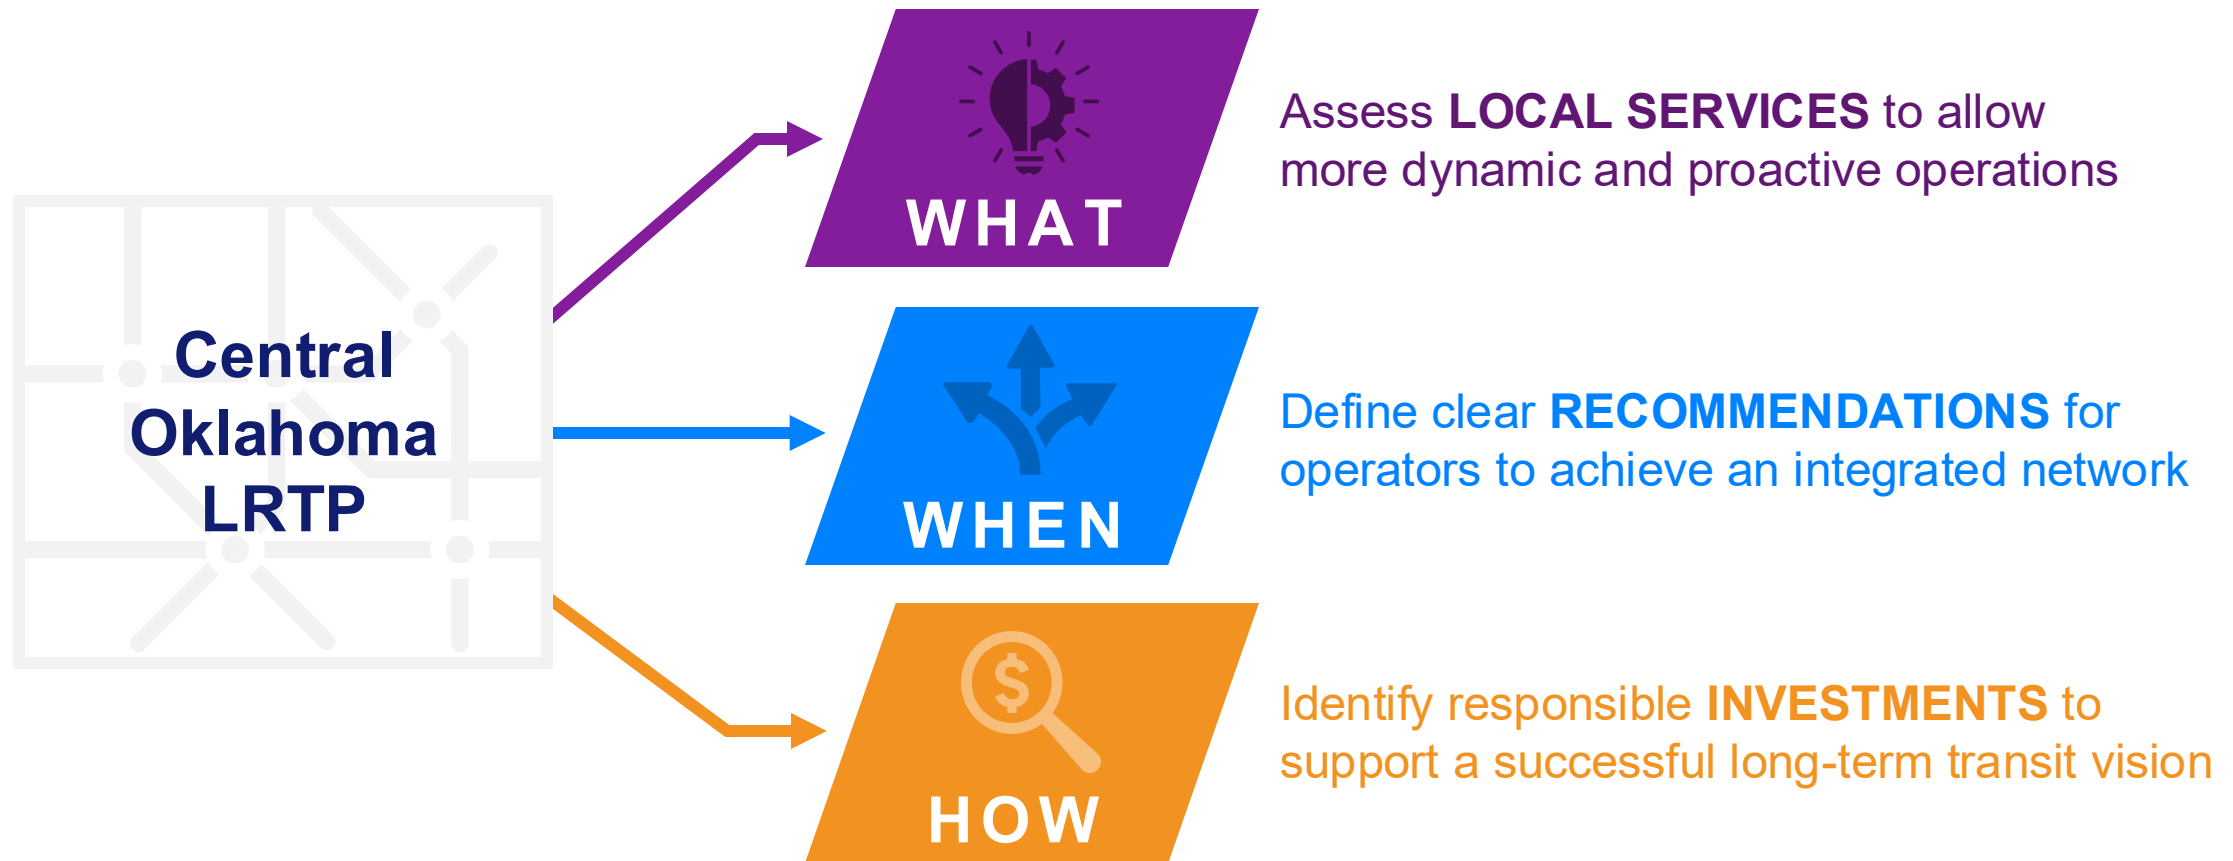 Central
Oklahoma
LRTP
WHAT
Assess LOCAL SERVICES to allow
more dynamic and proactive operations
WHEN
Define clear RECOMMENDATIONS for
operators to achieve an integrated network
$
HOW
Identify responsible INVESTMENTS to
support a successful long-term transit vision